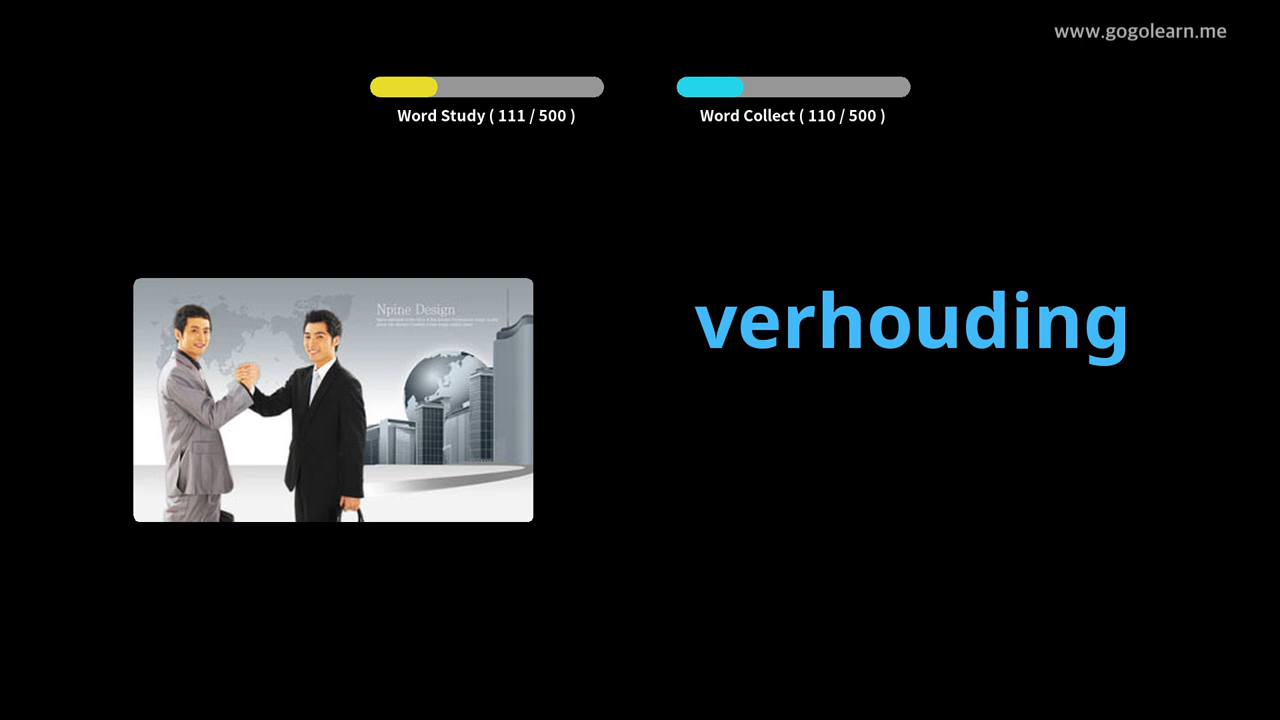 www.gogolearn.me
Word Study ( 111 / 500 )
Word Collect ( 110 / 500 )
Npine Design
verhouding